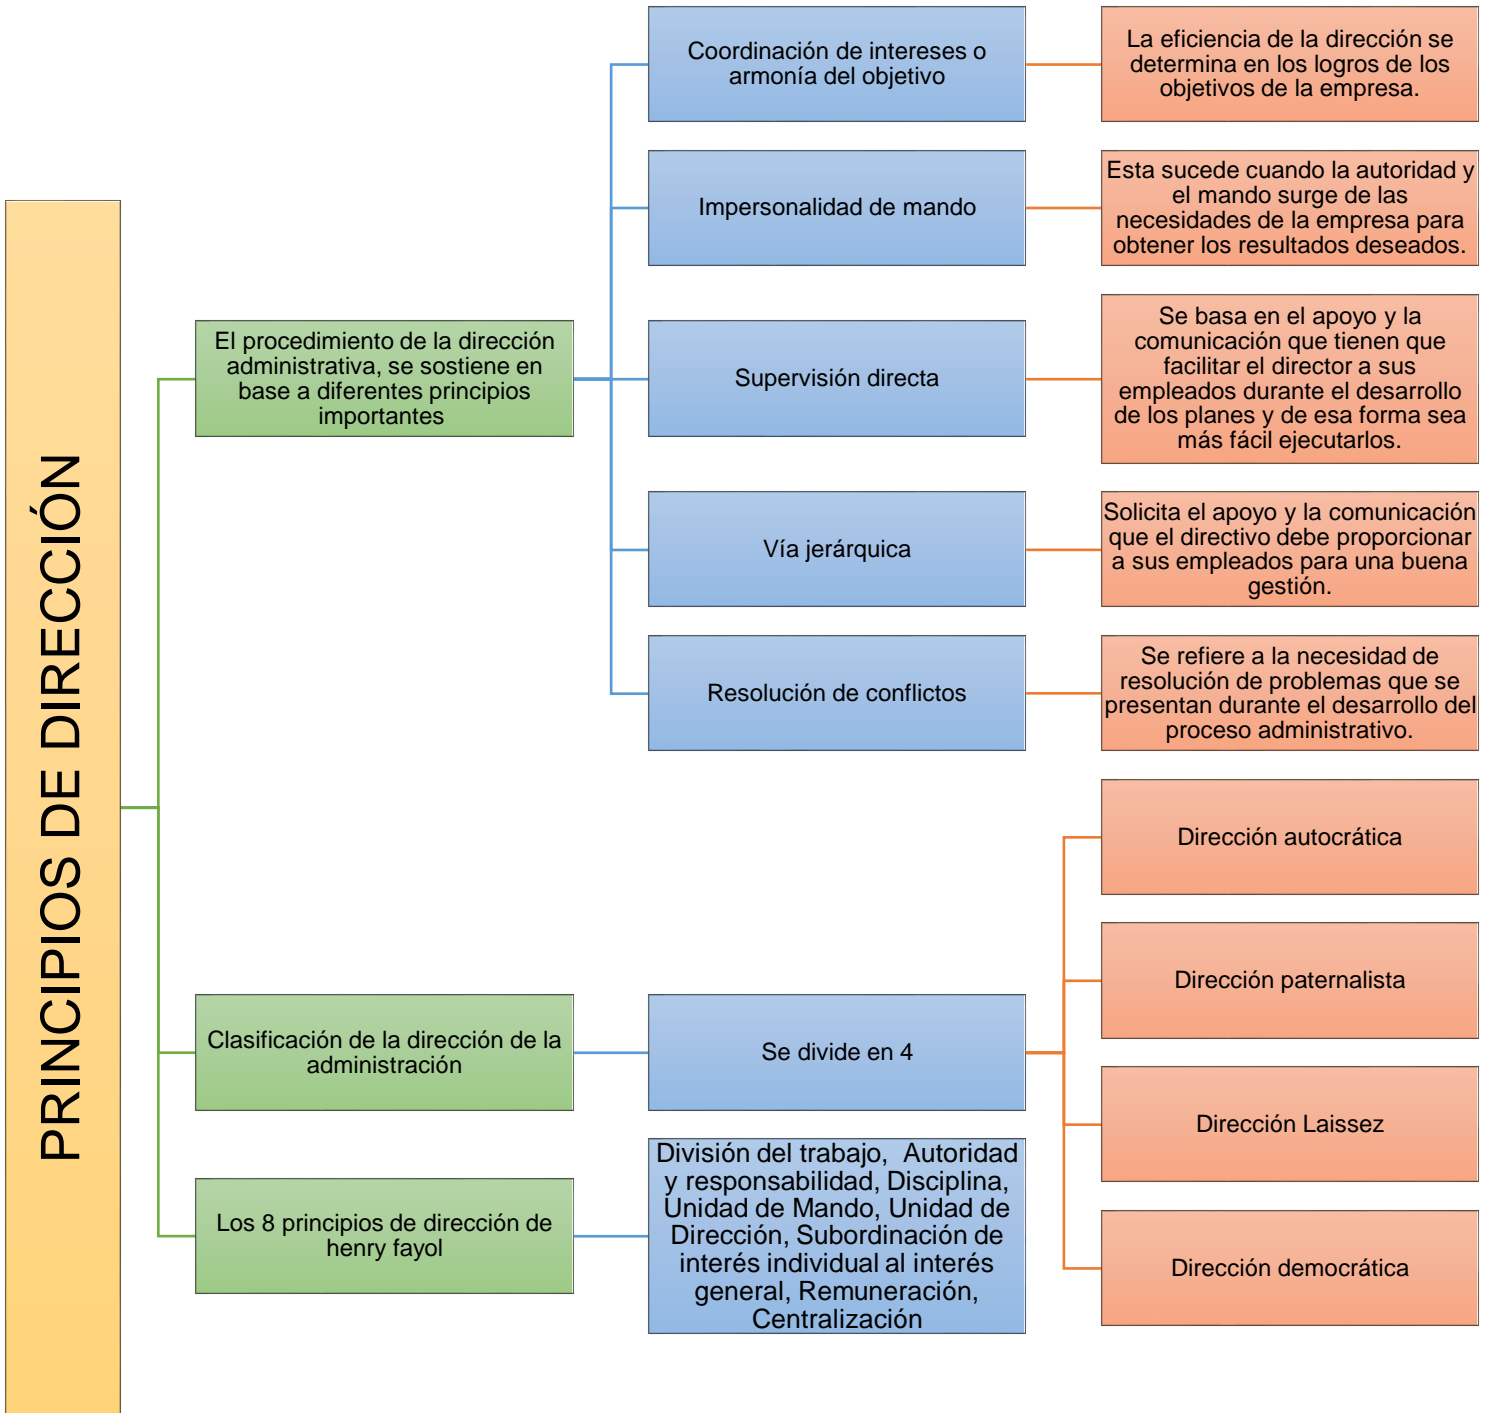 PRINCIPIOS DE DIRECCIÓN
El procedimiento de la dirección
administrativa, se sostiene en
base a diferentes principios
importantes
Coordinación de intereses o
armonía del objetivo
La eficiencia de la dirección se
determina en los logros de los
objetivos de la empresa.
Impersonalidad de mando
Esta sucede cuando la autoridad y
el mando surge de las
necesidades de la empresa para
obtener los resultados deseados.
Supervisión directa
Se basa en el apoyo y la
comunicación que tienen que
facilitar el director a sus
empleados durante el desarrollo
de los planes y de esa forma sea
más fácil ejecutarlos.
Vía jerárquica
Solicita el apoyo y la comunicación
que el directivo debe proporcionar
a sus empleados para una buena
gestión.
Resolución de conflictos
Se refiere a la necesidad de
resolución de problemas que se
presentan durante el desarrollo del
proceso administrativo.
Clasificación de la dirección de la
administración
Se divide en 4
Dirección autocrática
Dirección paternalista
Dirección Laissez
Dirección democrática
Los 8 principios de dirección de
henry fayol
División del trabajo,  Autoridad
y responsabilidad, Disciplina,
Unidad de Mando, Unidad de
Dirección, Subordinación de
interés individual al interés
general, Remuneración,
Centralización